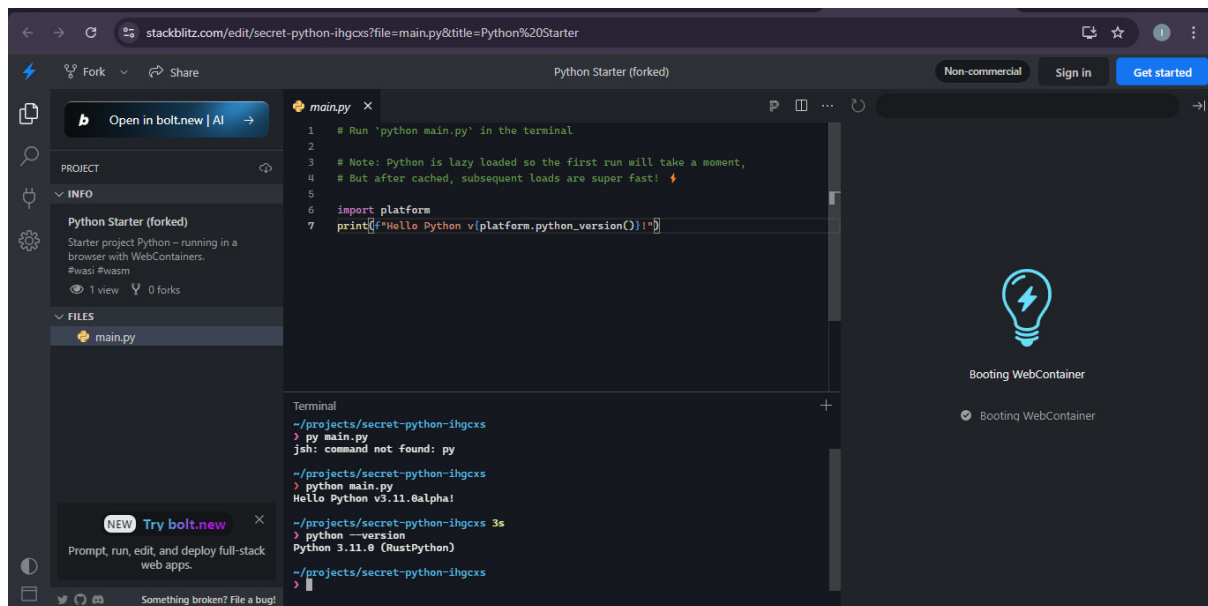 stackblitz.com/edit/secret-python-ihgcxs?file=main.py&title=Python%20Starter
I
Fork
Share
Python Starter (forked)
Non-commercial
Sign in
Get started
b Open in bolt.new | AI →
PROJECT
INFO
Python Starter (forked)
Starter project Python – running in a
browser with WebContainers.
#wasi #wasm
1 view 0 forks
FILES
main.py
NEW Try bolt.new
Prompt, run, edit, and deploy full-stack
web apps.
Something broken? File a bug!
main.py
1 # Run `python main.py` in the terminal
2
3 # Note: Python is lazy loaded so the first run will take a moment,
4 # But after cached, subsequent loads are super fast! ⚡
5
6 import platform
7 print(f"Hello Python v{platform.python_version()}!")
Terminal
~/projects/secret-python-ihgcxs
❯ py main.py
jsh: command not found: py
~/projects/secret-python-ihgcxs
❯ python main.py
Hello Python v3.11.0alpha!
~/projects/secret-python-ihgcxs 3s
❯ python --version
Python 3.11.0 (RustPython)
~/projects/secret-python-ihgcxs
❯
Booting WebContainer
Booting WebContainer